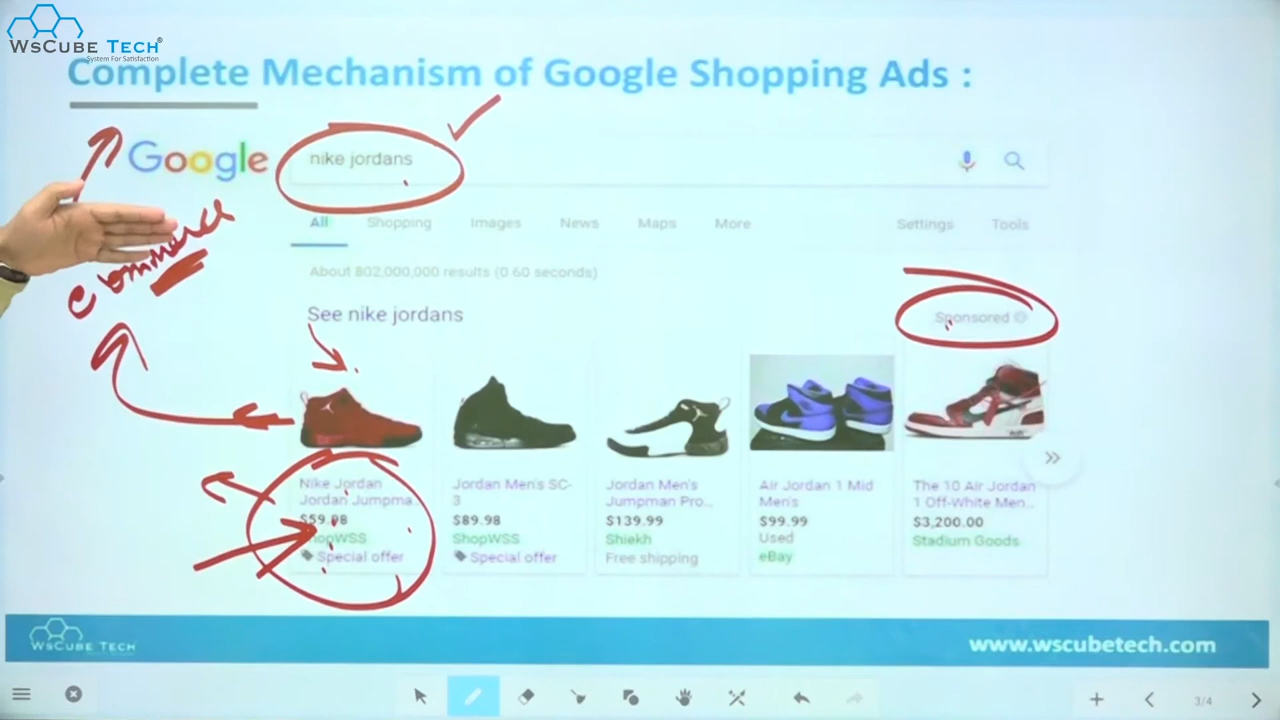 WsCube Tech®
System For Satisfaction
Complete Mechanism of Google Shopping Ads :
Google
nike jordans
All Shopping Images News Maps More Settings Tools
About 802,000,000 results (0.60 seconds)
ecommerce
See nike jordans
Sponsored
Nike Jordan
Jordan Jumpma...
$59.98
ShopWSS
Special offer
Jordan Men's SC-
3
$89.98
ShopWSS
Special offer
Jordan Men's
Jumpman Pro...
$139.99
Shiekh
Free shipping
Air Jordan 1 Mid
Men's
$99.99
Used
eBay
The 10 Air Jordan
1 Off-White Men...
$3,200.00
Stadium Goods
WsCube Tech
www.wscubetech.com
3/4